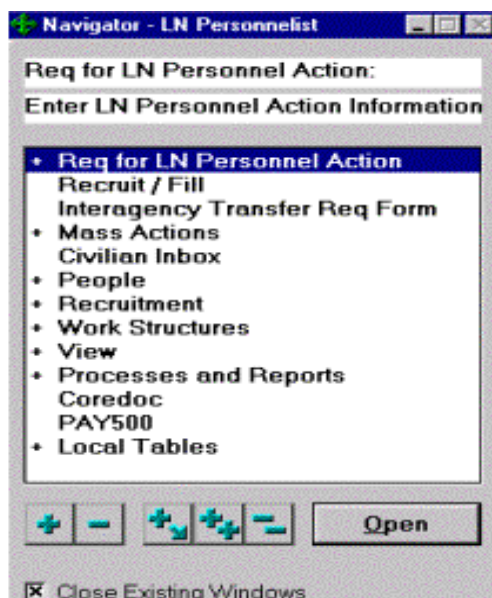 Navigator - LN Personnelist
Req for LN Personnel Action:
Enter LN Personnel Action Information
+ Req for LN Personnel Action
Recruit / Fill
Interagency Transfer Req Form
+ Mass Actions
Civilian Inbox
+ People
+ Recruitment
+ Work Structures
+ View
+ Processes and Reports
Coredoc
PAY500
+ Local Tables
Open
Close Existing Windows